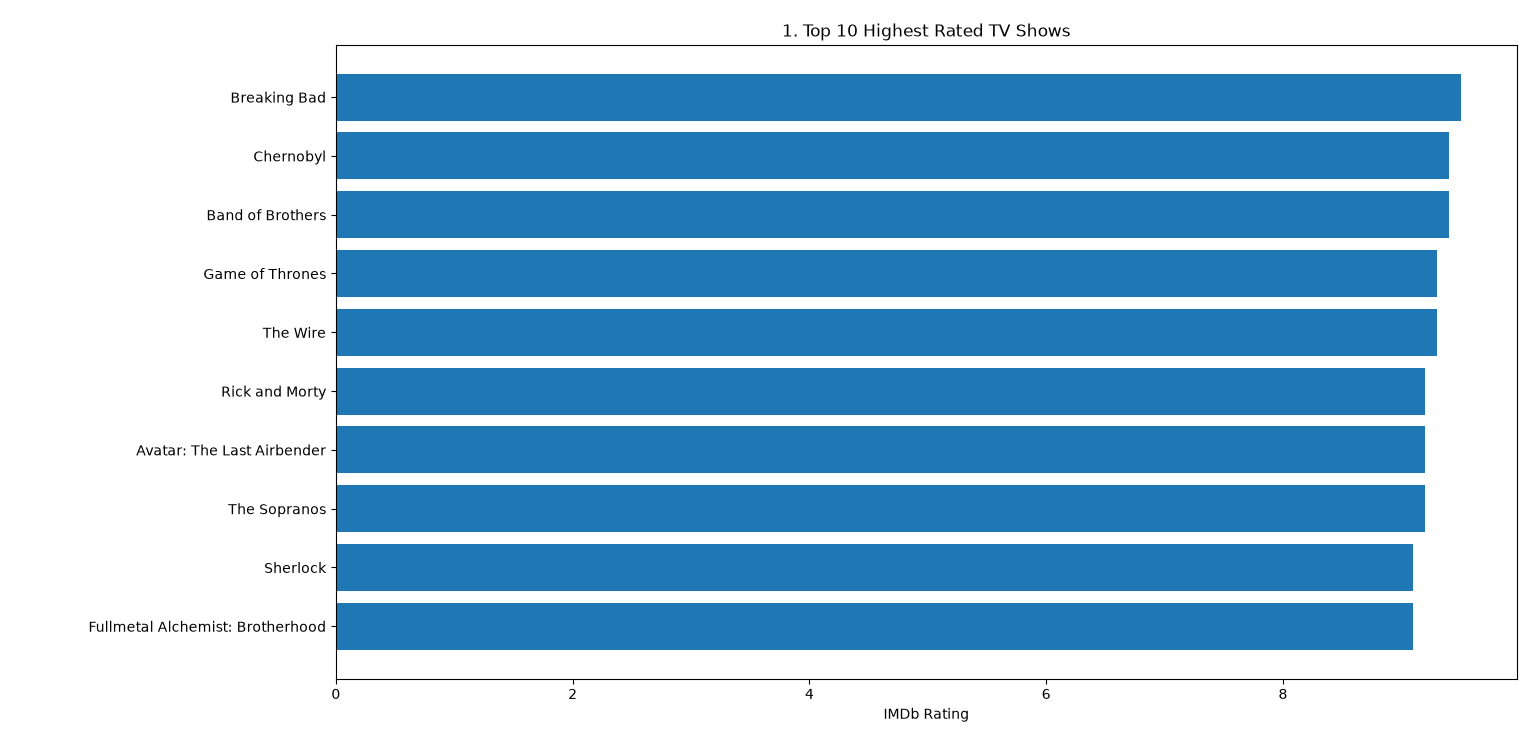 1. Top 10 Highest Rated TV Shows
Breaking Bad
Chernobyl
Band of Brothers
Game of Thrones
The Wire
Rick and Morty
Avatar: The Last Airbender
The Sopranos
Sherlock
Fullmetal Alchemist: Brotherhood
0 2 4 6 8
IMDb Rating